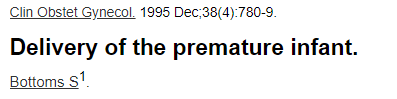 Clin Obstet Gynecol. 1995 Dec;38(4):780-9.
Delivery of the premature infant.
Bottoms S1.